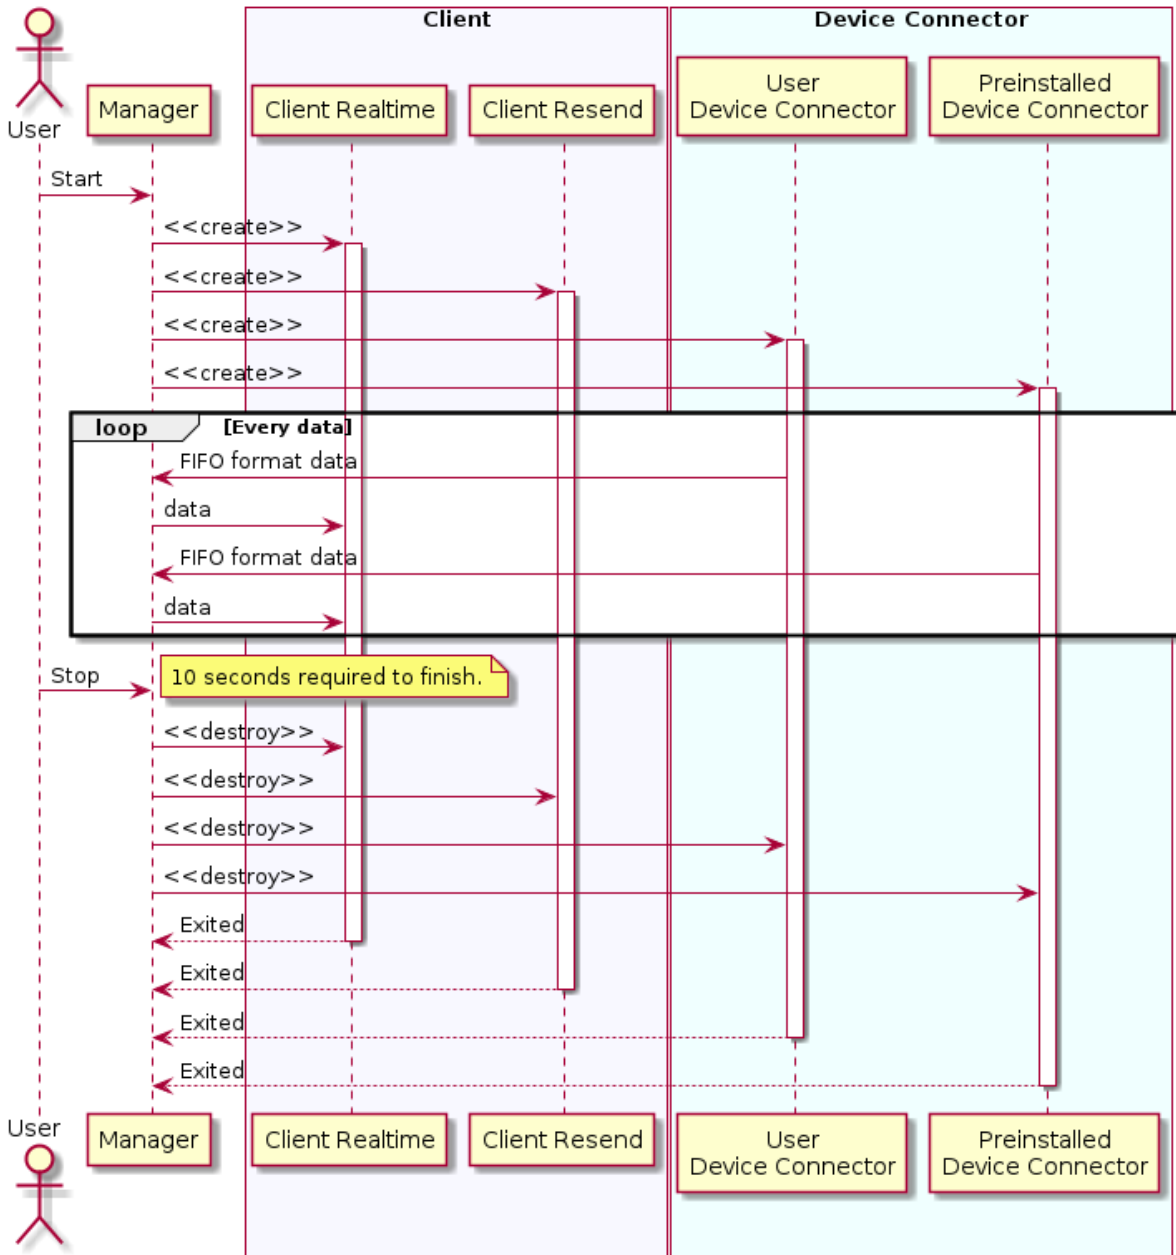 Client
Device Connector
User
Manager
Client Realtime
Client Resend
User
Device Connector
Preinstalled
Device Connector
Start
<<create>>
<<create>>
<<create>>
<<create>>
loop
[Every data]
FIFO format data
data
FIFO format data
data
Stop
10 seconds required to finish.
<<destroy>>
<<destroy>>
<<destroy>>
<<destroy>>
Exited
Exited
Exited
Exited
User
Manager
Client Realtime
Client Resend
User
Device Connector
Preinstalled
Device Connector